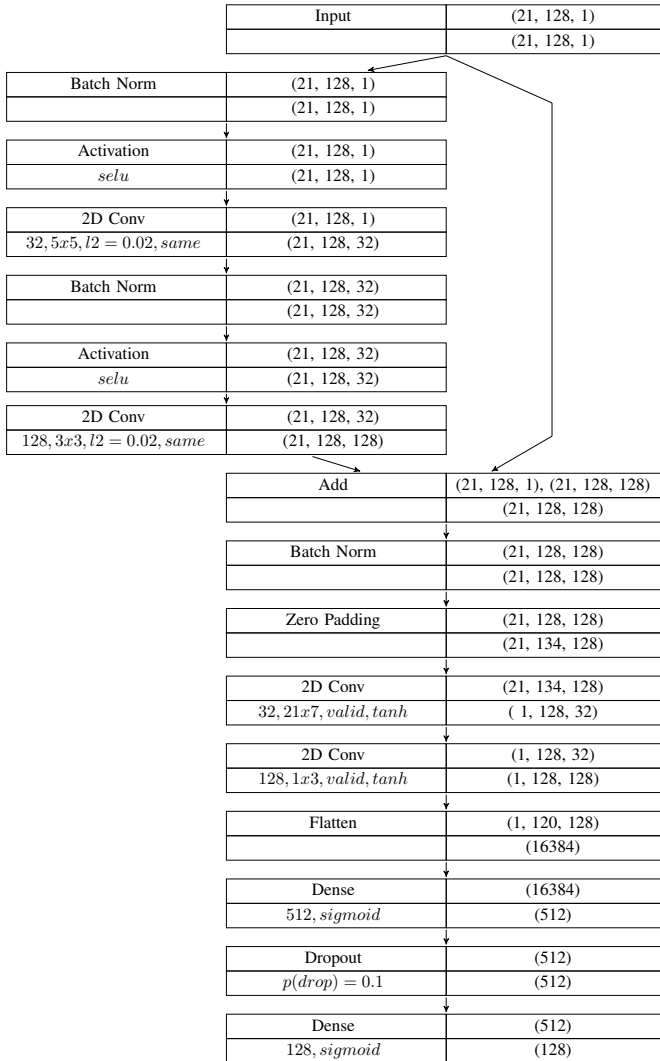 Input (21, 128, 1)
(21, 128, 1)
Batch Norm (21, 128, 1)
(21, 128, 1)
Activation (21, 128, 1)
selu (21, 128, 1)
2D Conv (21, 128, 1)
32, 5x5, l2 = 0.02, same (21, 128, 32)
Batch Norm (21, 128, 32)
(21, 128, 32)
Activation (21, 128, 32)
selu (21, 128, 32)
2D Conv (21, 128, 32)
128, 3x3, l2 = 0.02, same (21, 128, 128)
Add (21, 128, 1), (21, 128, 128)
(21, 128, 128)
Batch Norm (21, 128, 128)
(21, 128, 128)
Zero Padding (21, 128, 128)
(21, 134, 128)
2D Conv (21, 134, 128)
32, 21x7, valid, tanh ( 1, 128, 32)
2D Conv (1, 128, 32)
128, 1x3, valid, tanh (1, 128, 128)
Flatten (1, 120, 128)
(16384)
Dense (16384)
512, sigmoid (512)
Dropout (512)
p(drop) = 0.1 (512)
Dense (512)
128, sigmoid (128)